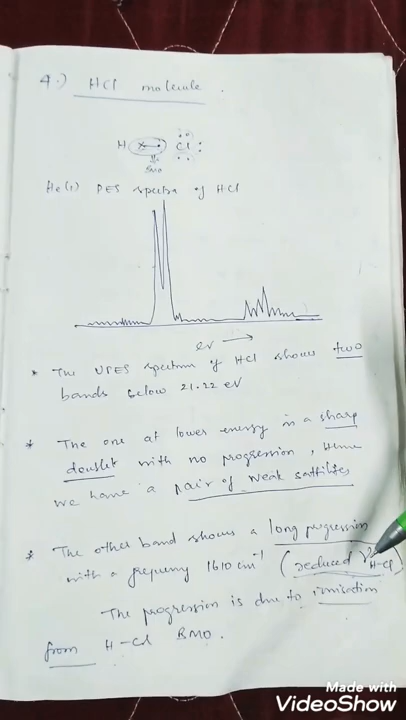 4.) HCl molecule.
H Cl
BMO
He(I) PES spectra of HCl
eV
* The UPES spectrum of HCl shows two
bands below 21.22 eV
* The one at lower energy is a sharp
doublet with no progression, Hence
we have a pair of weak sattilites
* The other band shows a long progression
with a frequency 1610 cm⁻¹ (reduced γ H-Cl)
The progression is due to ionisation
from H-Cl BMO.
Made with
VideoShow